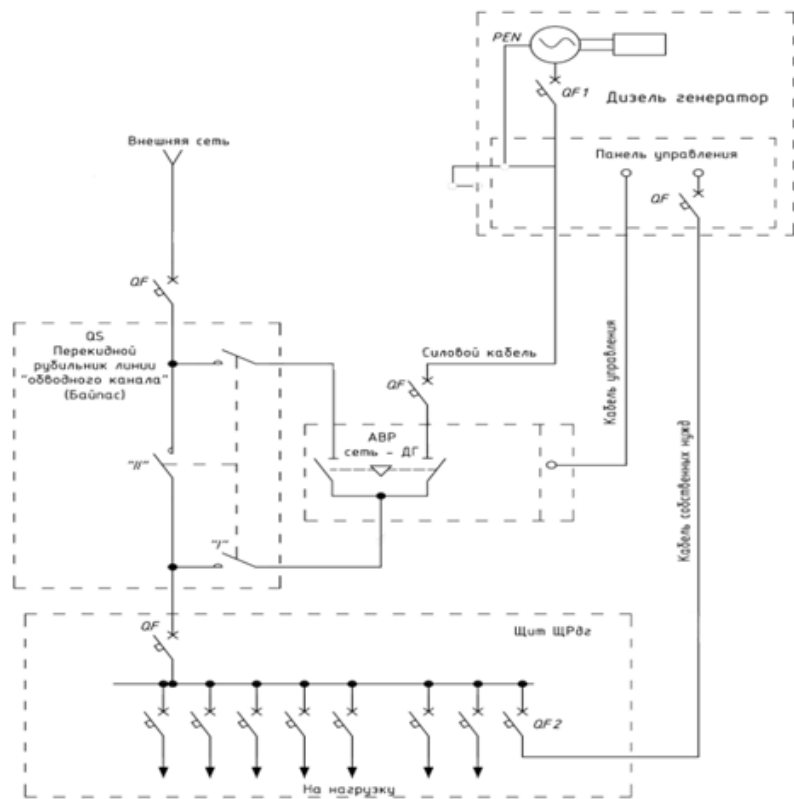 PEN
QF1
Дизель генератор
Внешняя сеть
Панель управления
QF
QF
QS
Перекидной
рубильник линии
"обводного канала"
(Байпас)
Силовой кабель
QF
Кабель управления
АВР
сеть - ДГ
"II"
Кабель собственных нужд
"I"
QF
Щит ЩРдг
QF2
На нагрузку